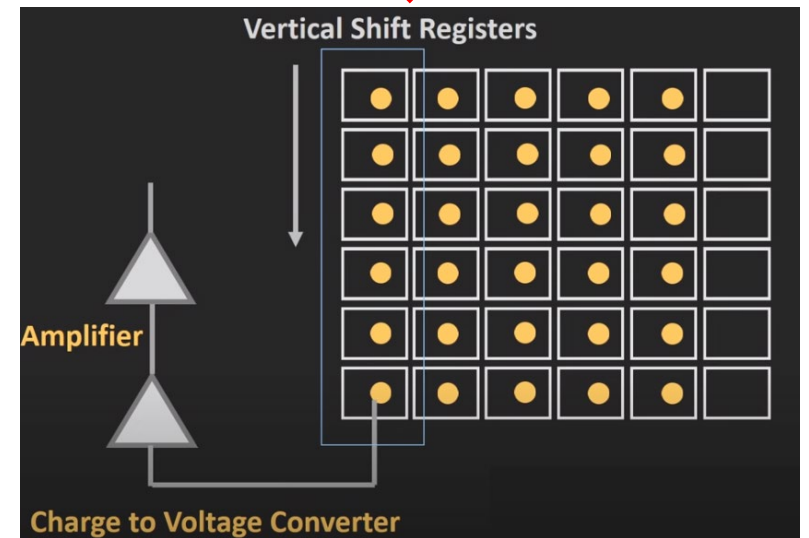 Vertical Shift Registers
Amplifier
Charge to Voltage Converter